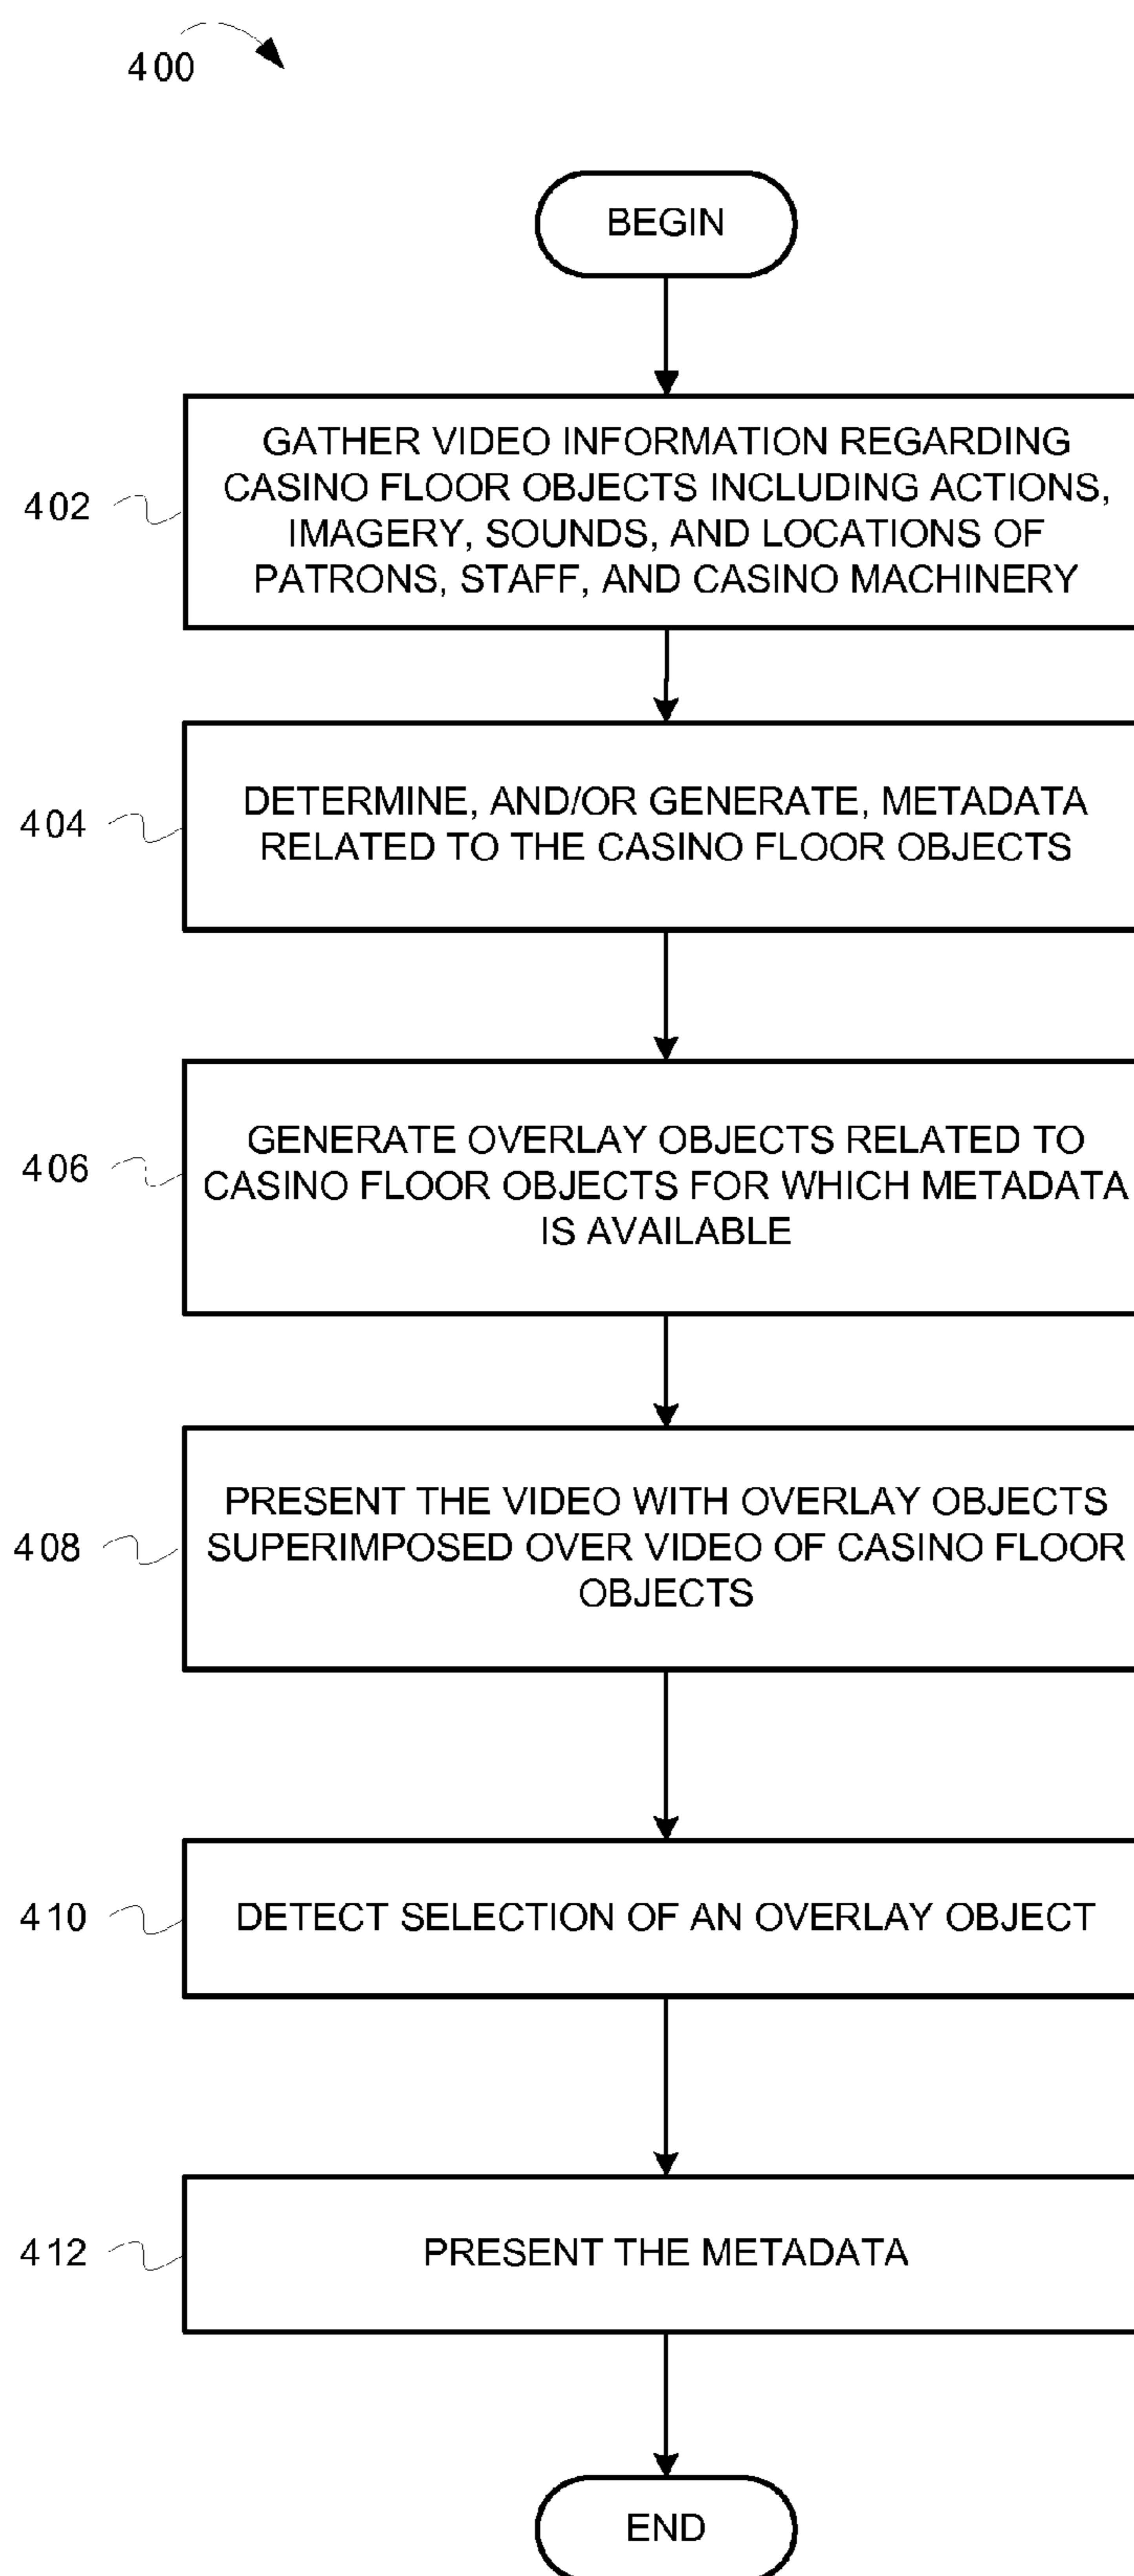 400
BEGIN
402
GATHER VIDEO INFORMATION REGARDING
CASINO FLOOR OBJECTS INCLUDING ACTIONS,
IMAGERY, SOUNDS, AND LOCATIONS OF
PATRONS, STAFF, AND CASINO MACHINERY
404
DETERMINE, AND/OR GENERATE, METADATA
RELATED TO THE CASINO FLOOR OBJECTS
406
GENERATE OVERLAY OBJECTS RELATED TO
CASINO FLOOR OBJECTS FOR WHICH METADATA
IS AVAILABLE
408
PRESENT THE VIDEO WITH OVERLAY OBJECTS
SUPERIMPOSED OVER VIDEO OF CASINO FLOOR
OBJECTS
410
DETECT SELECTION OF AN OVERLAY OBJECT
412
PRESENT THE METADATA
END